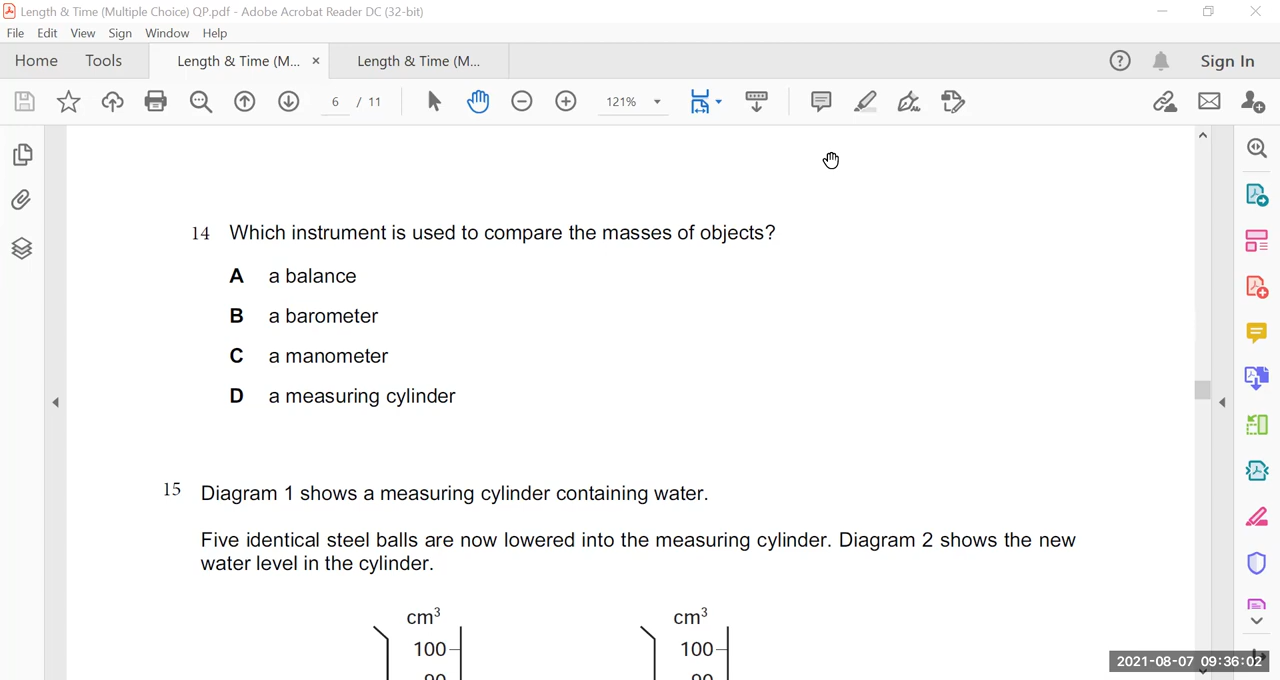 Length & Time (Multiple Choice) QP.pdf - Adobe Acrobat Reader DC (32-bit)
File Edit View Sign Window Help
Home Tools Length & Time (M... × Length & Time (M... Sign In
6 / 11 121%
14 Which instrument is used to compare the masses of objects?
A a balance
B a barometer
C a manometer
D a measuring cylinder
15 Diagram 1 shows a measuring cylinder containing water.
Five identical steel balls are now lowered into the measuring cylinder. Diagram 2 shows the new
water level in the cylinder.
cm³ cm³
100 100
90 90
2021-08-07 09:36:02